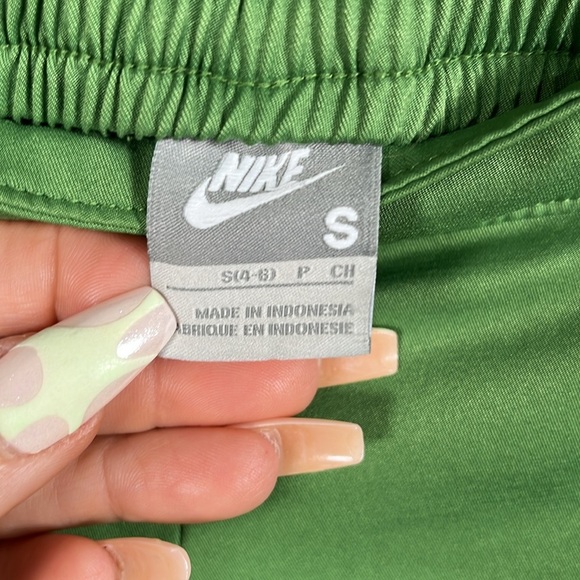 NIKE
S
S(4-6) P CH
MADE IN INDONESIA
ABRIQUE EN INDONESIE